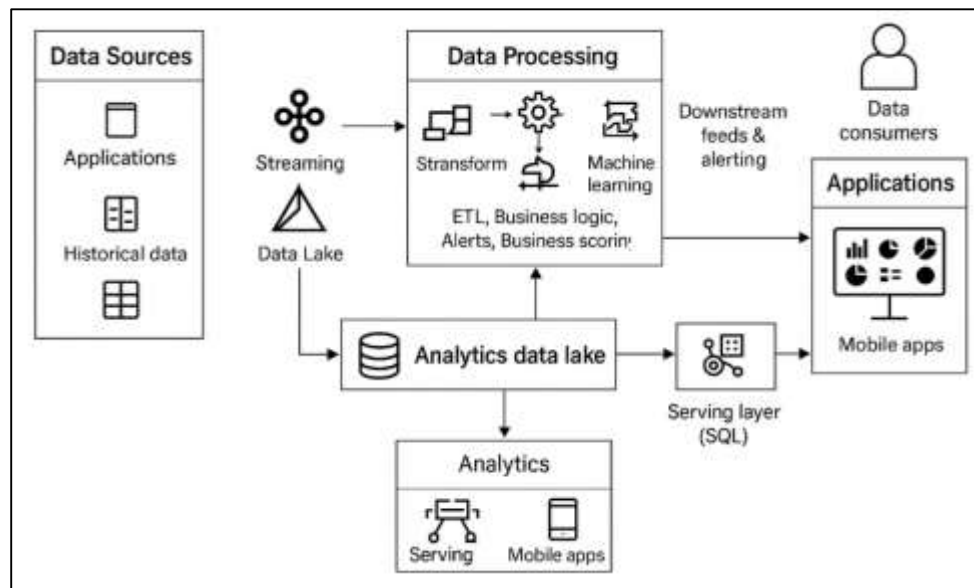 Data Sources
Applications
Historical data
Streaming
Data Lake
Data Processing
Stransform
Machine
learning
ETL, Business logic,
Alerts, Business scoring
Downstream
feeds &
alerting
Data
consumers
Applications
Mobile apps
Analytics data lake
Serving layer
(SQL)
Analytics
Serving
Mobile apps